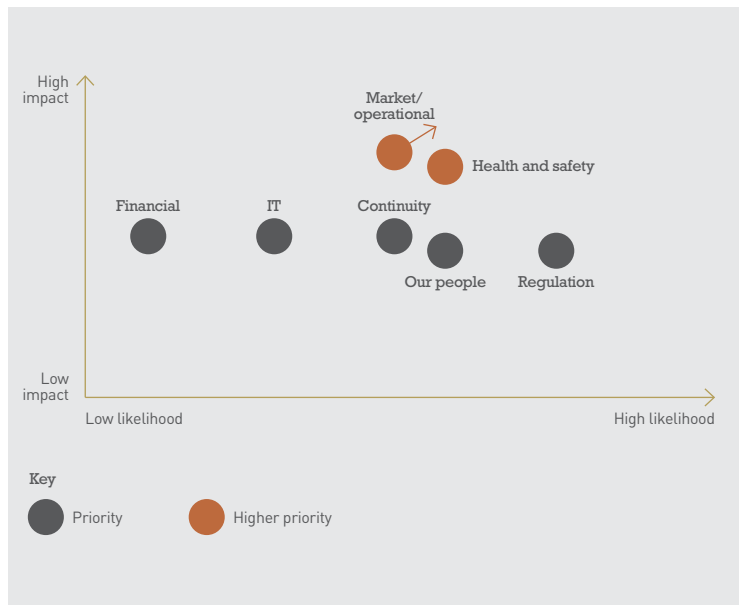 High
impact
Market/
operational
Health and safety
Financial
IT
Continuity
Our people
Regulation
Low
impact
Low likelihood
High likelihood
Key
Priority
Higher priority